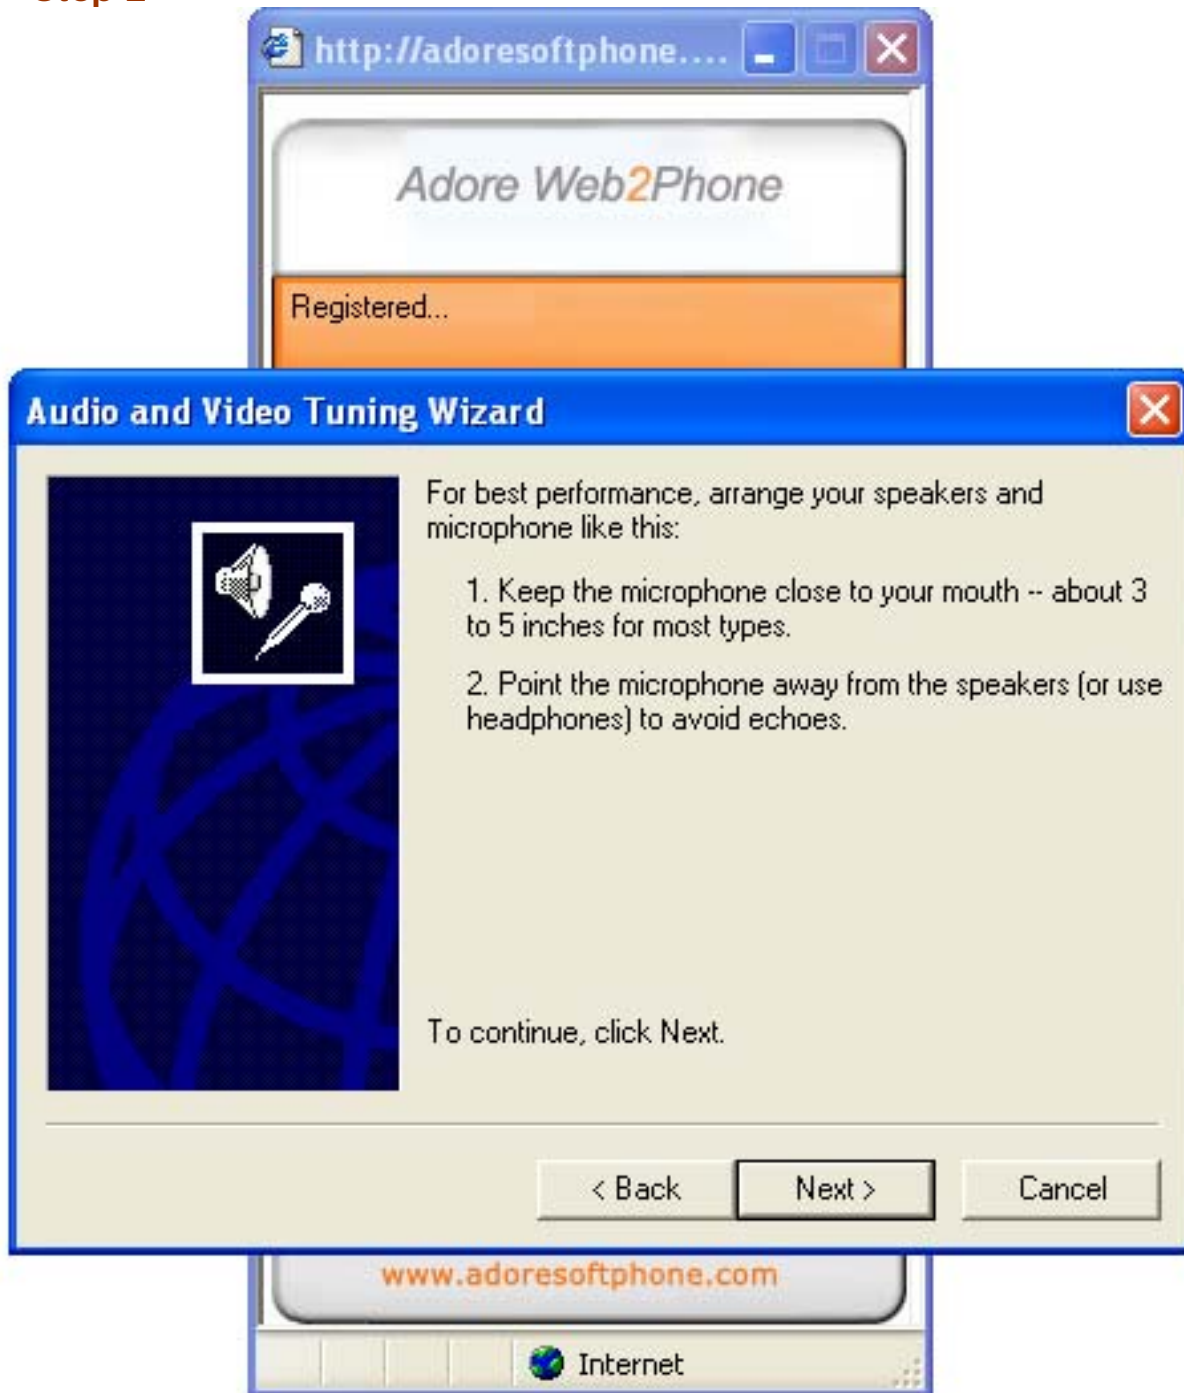 http://adoresoftphone....
Adore Web2Phone
Registered...
Audio and Video Tuning Wizard
For best performance, arrange your speakers and
microphone like this:
1. Keep the microphone close to your mouth -- about 3
to 5 inches for most types.
2. Point the microphone away from the speakers (or use
headphones) to avoid echoes.
To continue, click Next.
< Back
Next >
Cancel
www.adoresoftphone.com
Internet